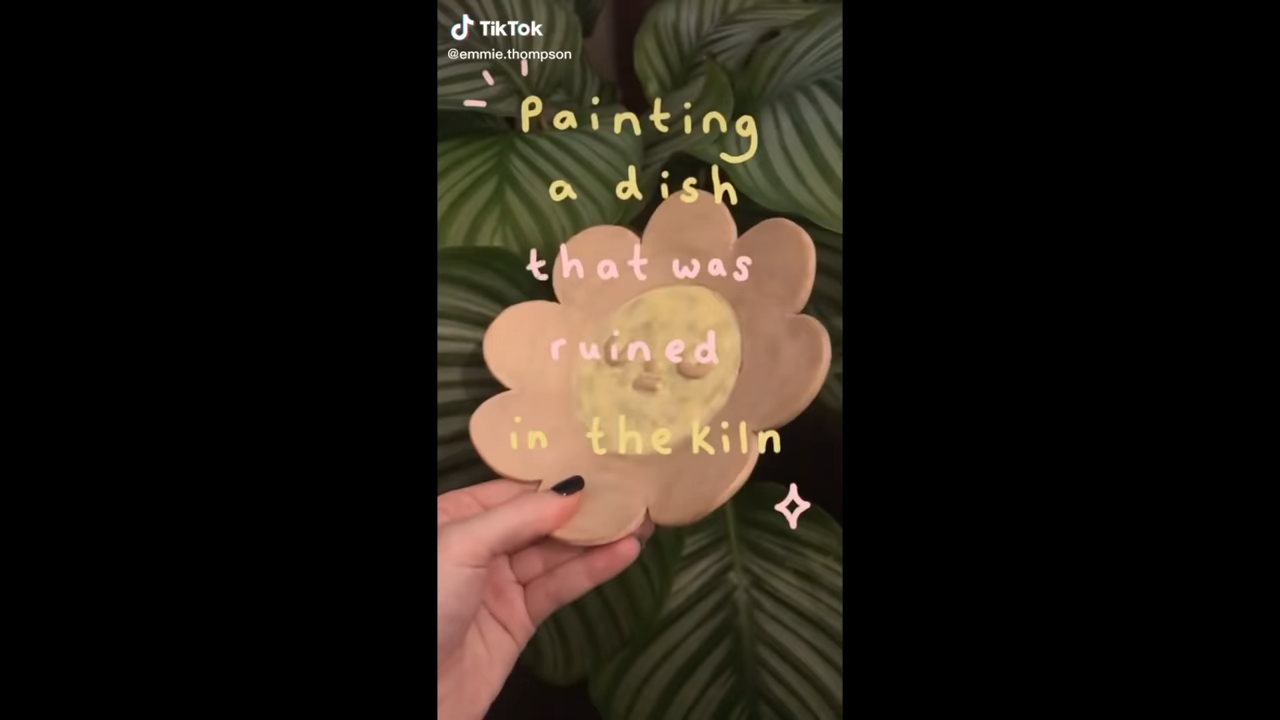 TikTok
@emmie.thompson
Painting
a dish
that was
ruined
in the kiln